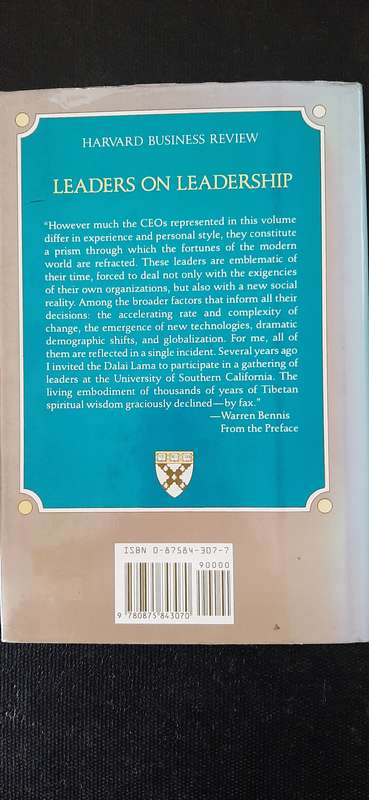 HARVARD BUSINESS REVIEW
LEADERS ON LEADERSHIP
"However much the CEOs represented in this volume
differ in experience and personal style, they constitute
a prism through which the fortunes of the modern
world are refracted. These leaders are emblematic of
their time, forced to deal not only with the exigencies
of their own organizations, but also with a new social
reality. Among the broader factors that inform all their
decisions: the accelerating rate and complexity of
change, the emergence of new technologies, dramatic
demographic shifts, and globalization. For me, all of
them are reflected in a single incident. Several years ago
I invited the Dalai Lama to participate in a gathering of
leaders at the University of Southern California. The
living embodiment of thousands of years of Tibetan
spiritual wisdom graciously declined—by fax."
—Warren Bennis
From the Preface
ISBN 0-87584-307-7
90000
9 780875 843070